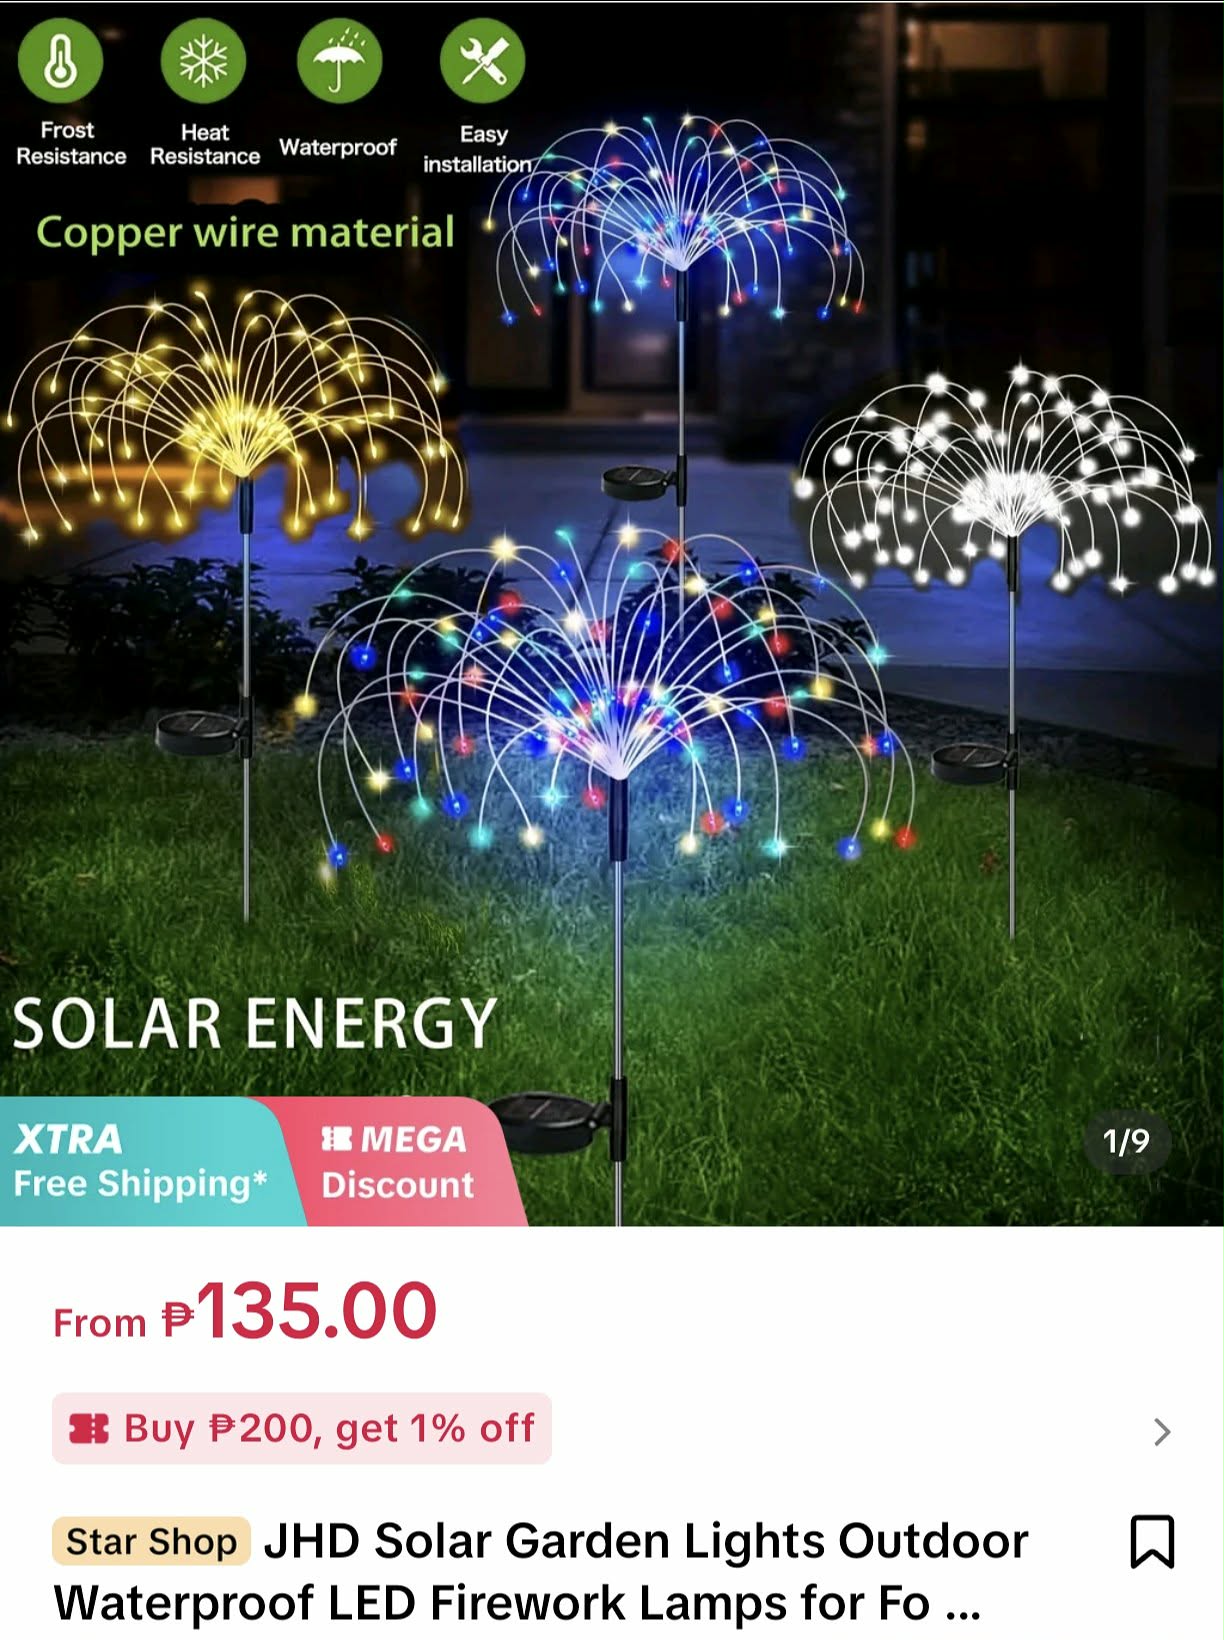 Frost
Resistance
Heat
Resistance
Waterproof
Easy
installation
Copper wire material
SOLAR ENERGY
XTRA
Free Shipping*
MEGA
Discount
1/9
From ₱135.00
Buy ₱200, get 1% off
Star Shop JHD Solar Garden Lights Outdoor
Waterproof LED Firework Lamps for Fo ...